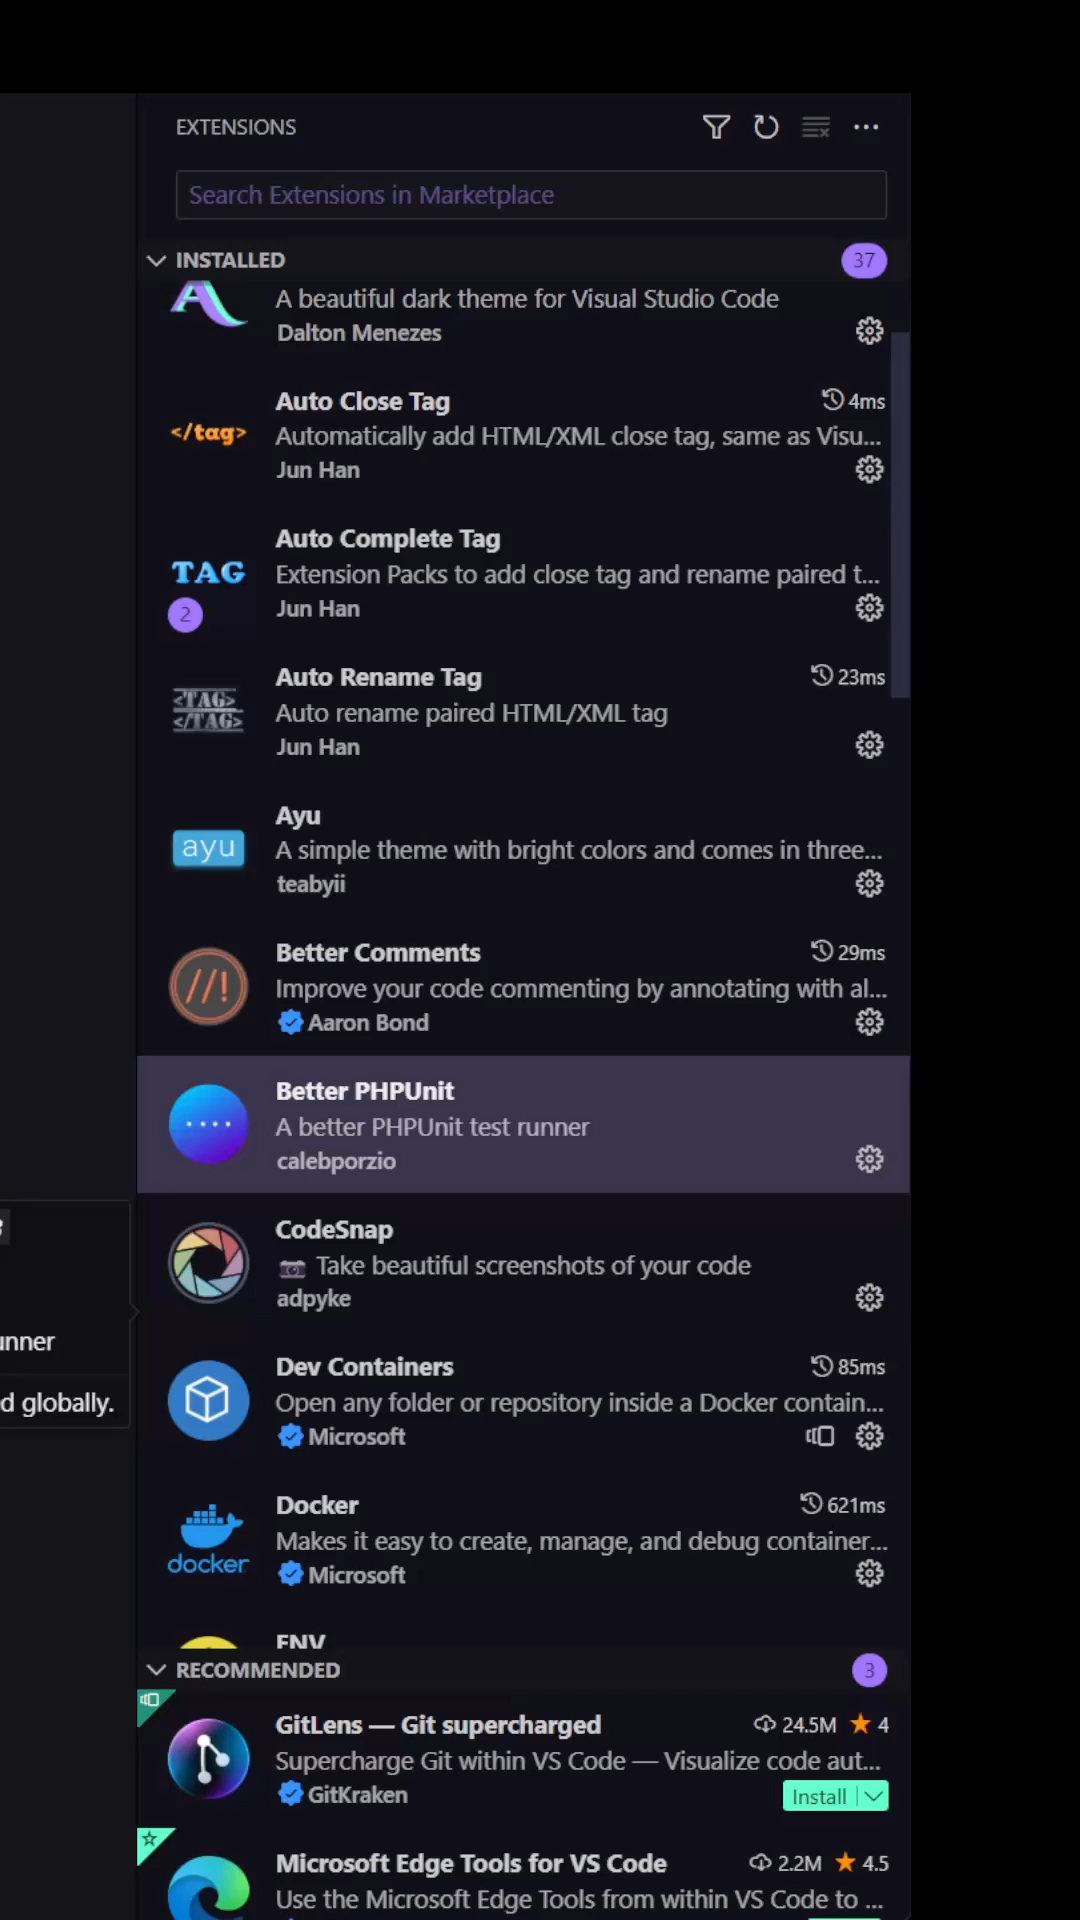 EXTENSIONS
Search Extensions in Marketplace
INSTALLED 37
A beautiful dark theme for Visual Studio Code
Dalton Menezes
Auto Close Tag 4ms
</tag> Automatically add HTML/XML close tag, same as Visu...
Jun Han
Auto Complete Tag
TAG Extension Packs to add close tag and rename paired t...
2 Jun Han
Auto Rename Tag 23ms
<TAG>
</TAG> Auto rename paired HTML/XML tag
Jun Han
Ayu
ayu A simple theme with bright colors and comes in three...
teabyii
Better Comments 29ms
//! Improve your code commenting by annotating with al...
Aaron Bond
Better PHPUnit
A better PHPUnit test runner
calebporzio
CodeSnap
Take beautiful screenshots of your code
adpyke
unner
d globally.
Dev Containers 85ms
Open any folder or repository inside a Docker contain...
Microsoft
Docker 621ms
Makes it easy to create, manage, and debug container...
docker Microsoft
ENV
RECOMMENDED 3
GitLens — Git supercharged 24.5M 4
Supercharge Git within VS Code — Visualize code aut...
GitKraken Install
Microsoft Edge Tools for VS Code 2.2M 4.5
Use the Microsoft Edge Tools from within VS Code to ...